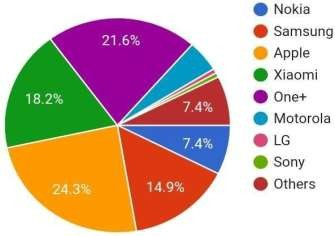 21.6%
18.2%
7.4%
7.4%
24.3%
14.9%
Nokia
Samsung
Apple
Xiaomi
One+
Motorola
LG
Sony
Others